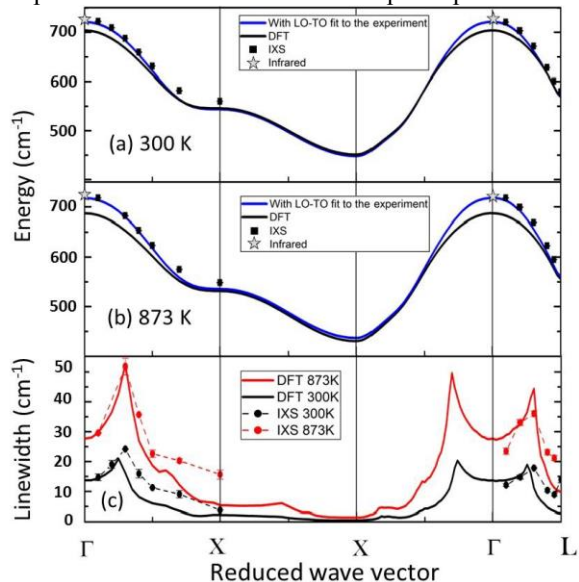 700
600
500
With LO-TO fit to the experiment
DFT
IXS
Infrared
(a) 300 K
Energy (cm-1)
700
600
500
With LO-TO fit to the experiment
DFT
IXS
Infrared
(b) 873 K
50
40
30
20
10
0
Linewidth (cm-1)
DFT 873K
DFT 300K
IXS 300K
IXS 873K
(c)
Γ X X Γ L
Reduced wave vector